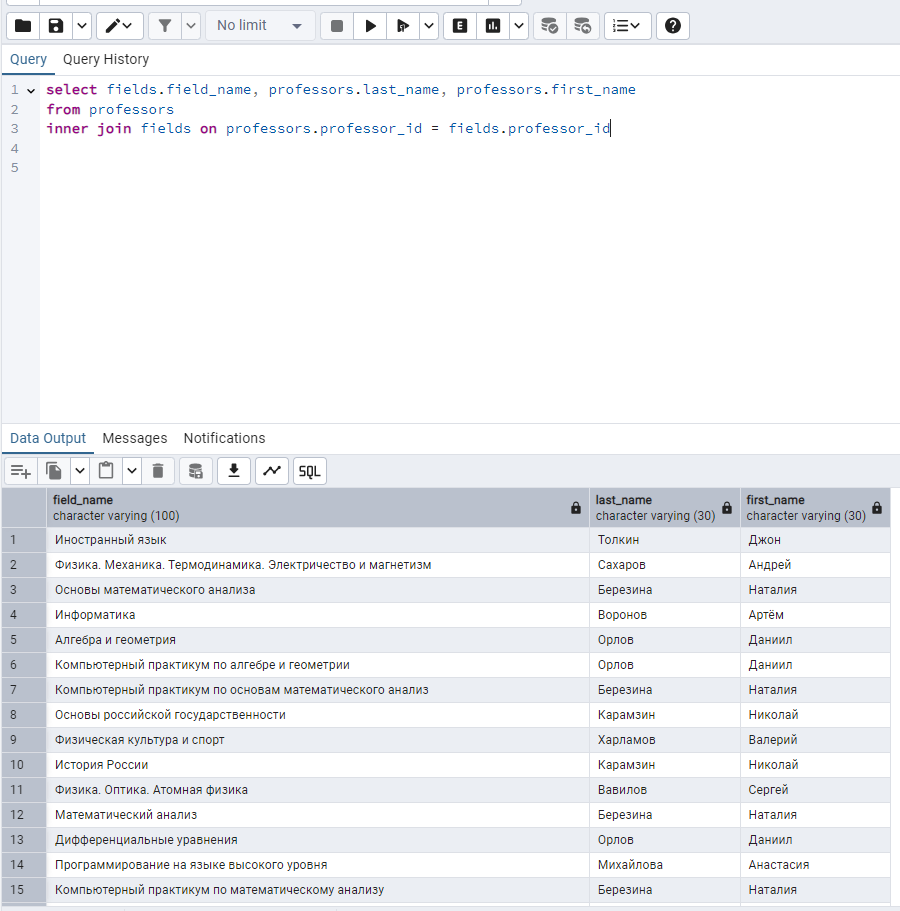 No limit
Query Query History
1 select fields.field_name, professors.last_name, professors.first_name
2 from professors
3 inner join fields on professors.professor_id = fields.professor_id
4
5
Data Output Messages Notifications
SQL
field_name last_name first_name
character varying (100) character varying (30) character varying (30)
1 Иностранный язык Толкин Джон
2 Физика. Механика. Термодинамика. Электричество и магнетизм Сахаров Андрей
3 Основы математического анализа Березина Наталия
4 Информатика Воронов Артём
5 Алгебра и геометрия Орлов Даниил
6 Компьютерный практикум по алгебре и геометрии Орлов Даниил
7 Компьютерный практикум по основам математического анализ Березина Наталия
8 Основы российской государственности Карамзин Николай
9 Физическая культура и спорт Харламов Валерий
10 История России Карамзин Николай
11 Физика. Оптика. Атомная физика Вавилов Сергей
12 Математический анализ Березина Наталия
13 Дифференциальные уравнения Орлов Даниил
14 Программирование на языке высокого уровня Михайлова Анастасия
15 Компьютерный практикум по математическому анализу Березина Наталия